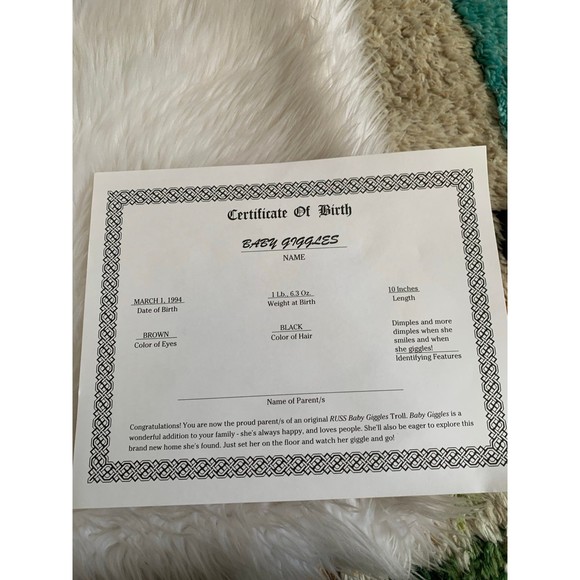 Certificate Of Birth
BABY GIGGLES
NAME
MARCH 1, 1994
Date of Birth
1 Lb., 6.3 Oz.
Weight at Birth
10 Inches
Length
BROWN
Color of Eyes
BLACK
Color of Hair
Dimples and more
dimples when she
smiles and when
she giggles!
Identifying Features
Name of Parent/s
Congratulations! You are now the proud parent/s of an original RUSS Baby Giggles Troll. Baby Giggles is a
wonderful addition to your family - she's always happy, and loves people. She'll also be eager to explore this
brand new home she's found. Just set her on the floor and watch her giggle and go!